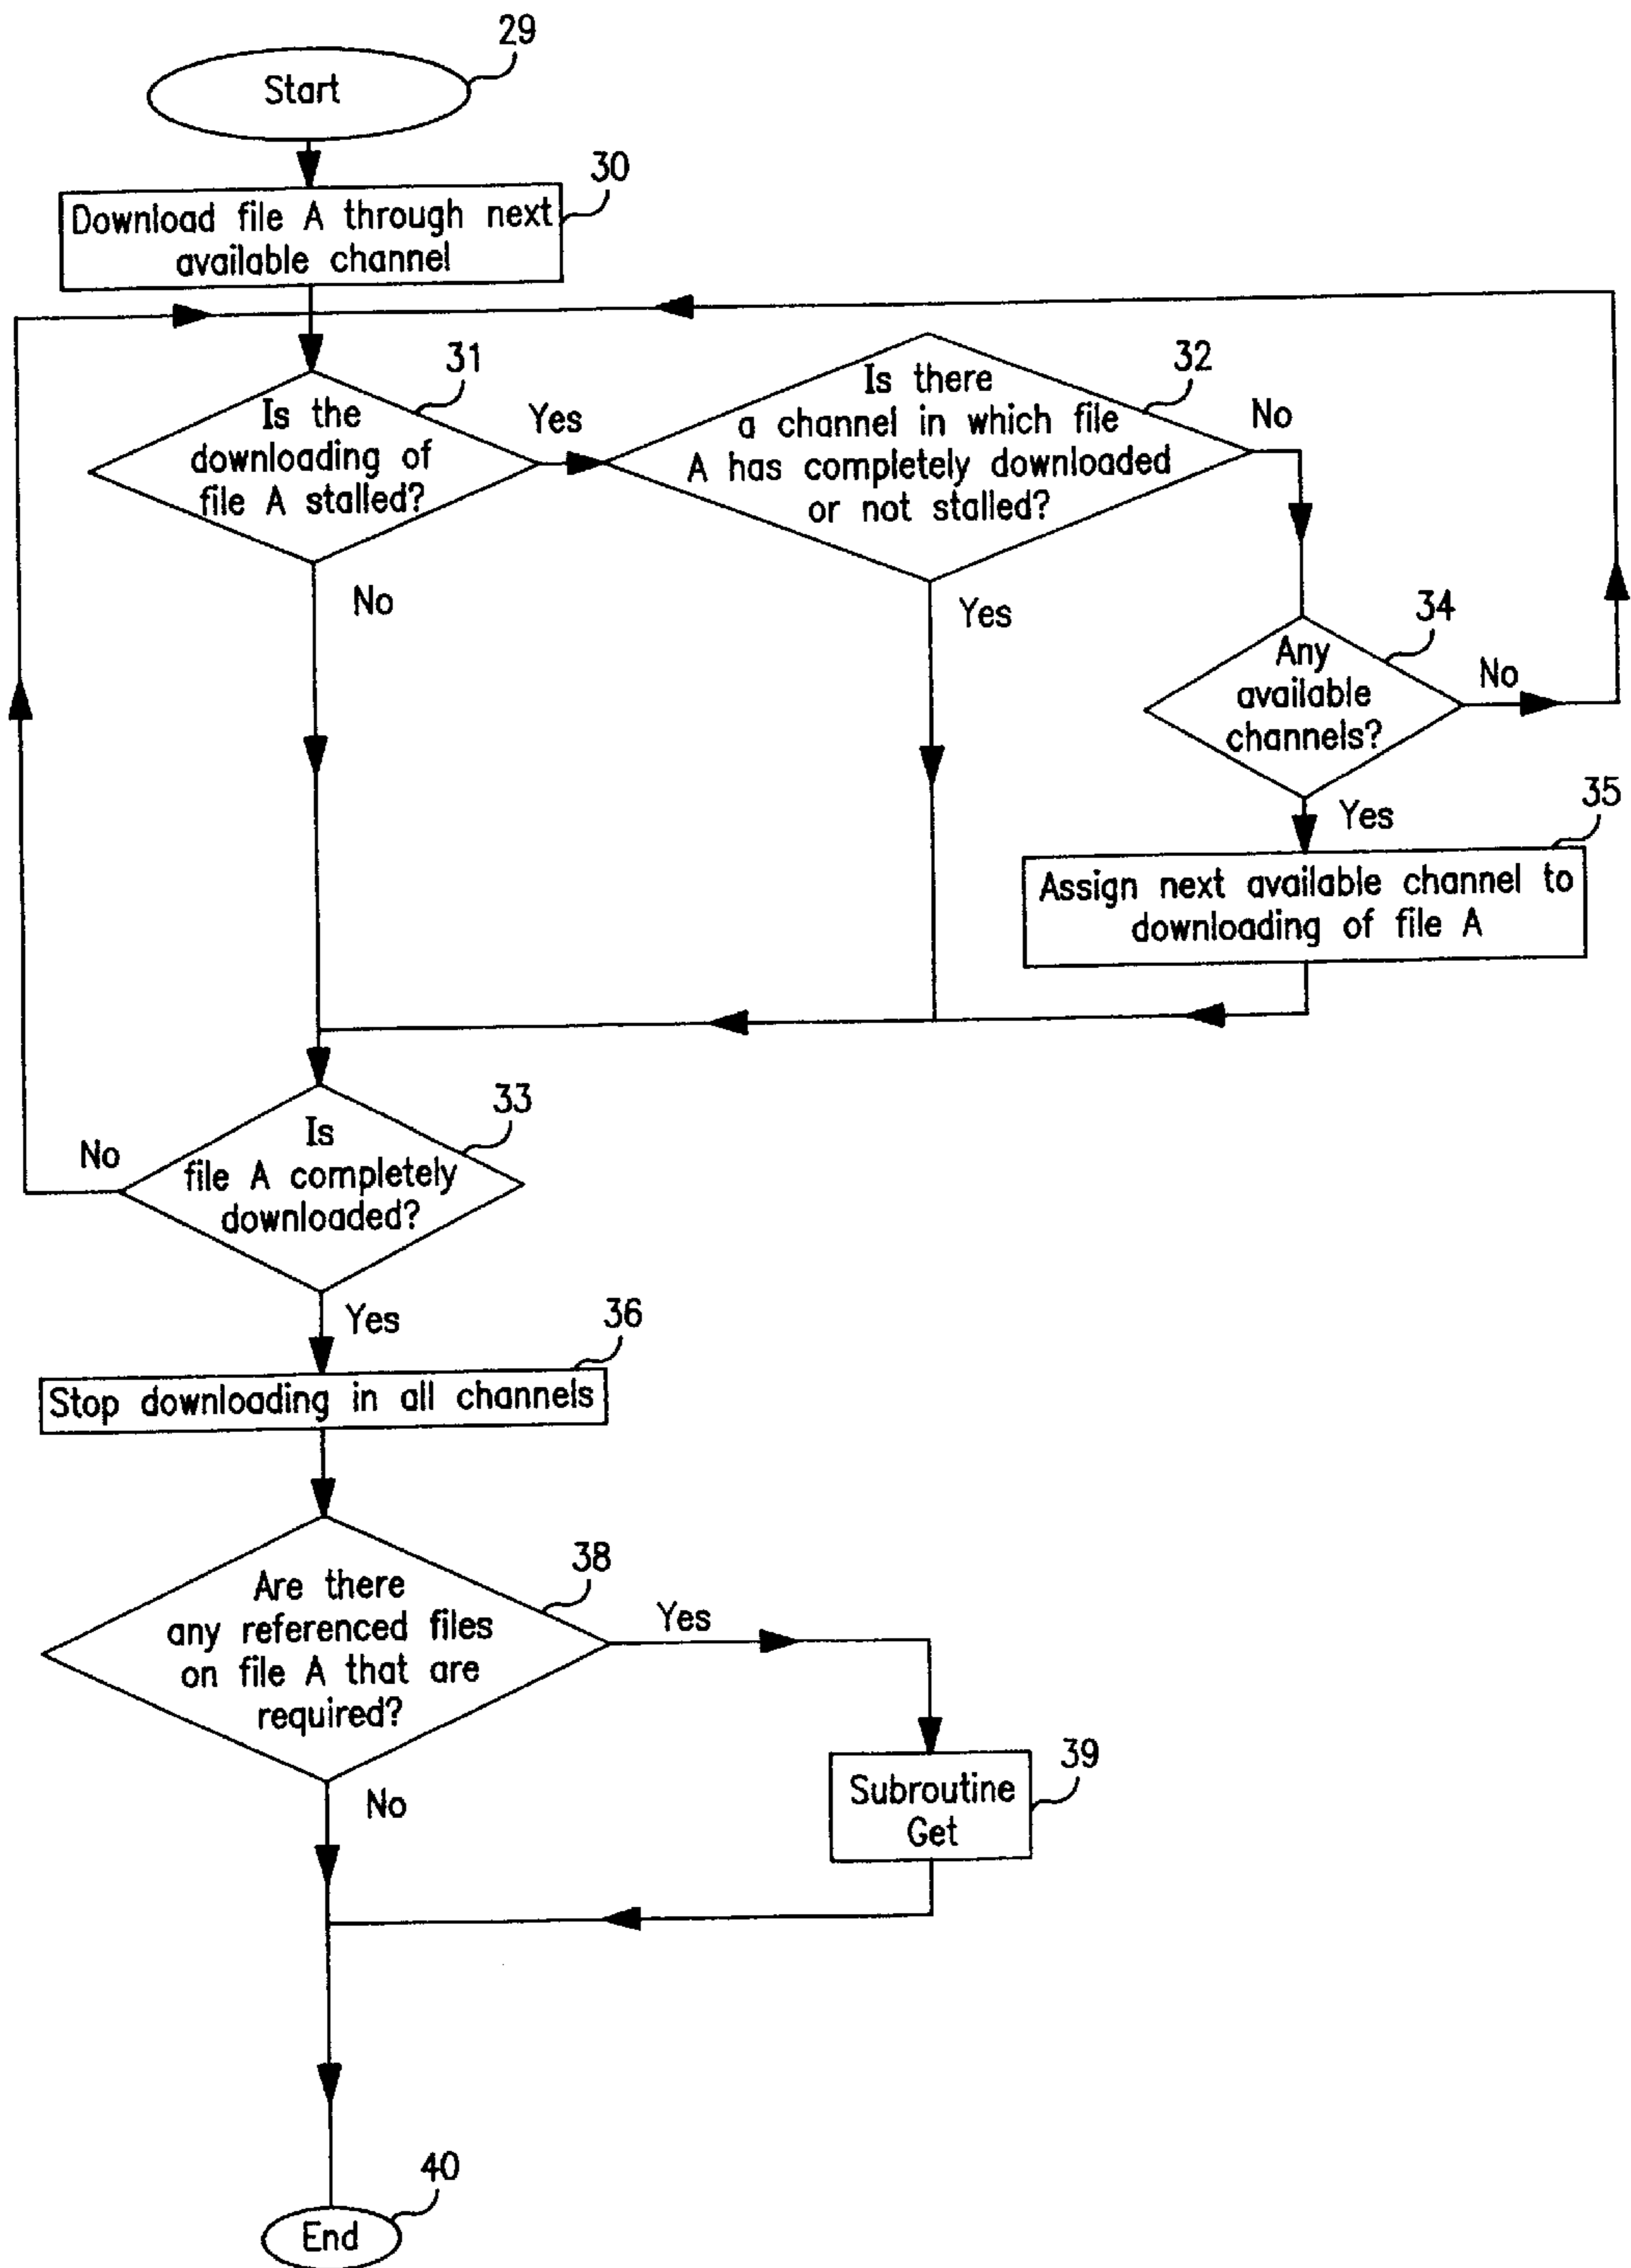 29
Start
30
Download file A through next
available channel
31
Is the
downloading of
file A stalled?
Yes
No
32
Is there
a channel in which file
A has completely downloaded
or not stalled?
No
Yes
34
Any
available
channels?
No
Yes
35
Assign next available channel to
downloading of file A
33
Is
file A completely
downloaded?
No
Yes
36
Stop downloading in all channels
38
Are there
any referenced files
on file A that are
required?
Yes
No
39
Subroutine
Get
40
End